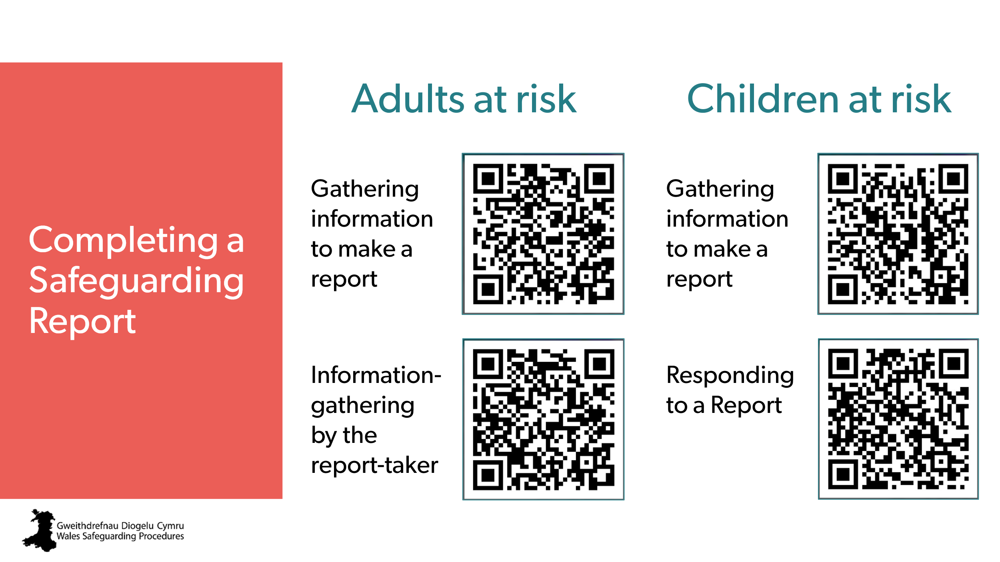 Completing a
Safeguarding
Report
Adults at risk
Gathering
information
to make a
report
Information-
gathering
by the
report-taker
Children at risk
Gathering
information
to make a
report
Responding
to a Report
Gweithdrefnau Diogelu Cymru
Wales Safeguarding Procedures